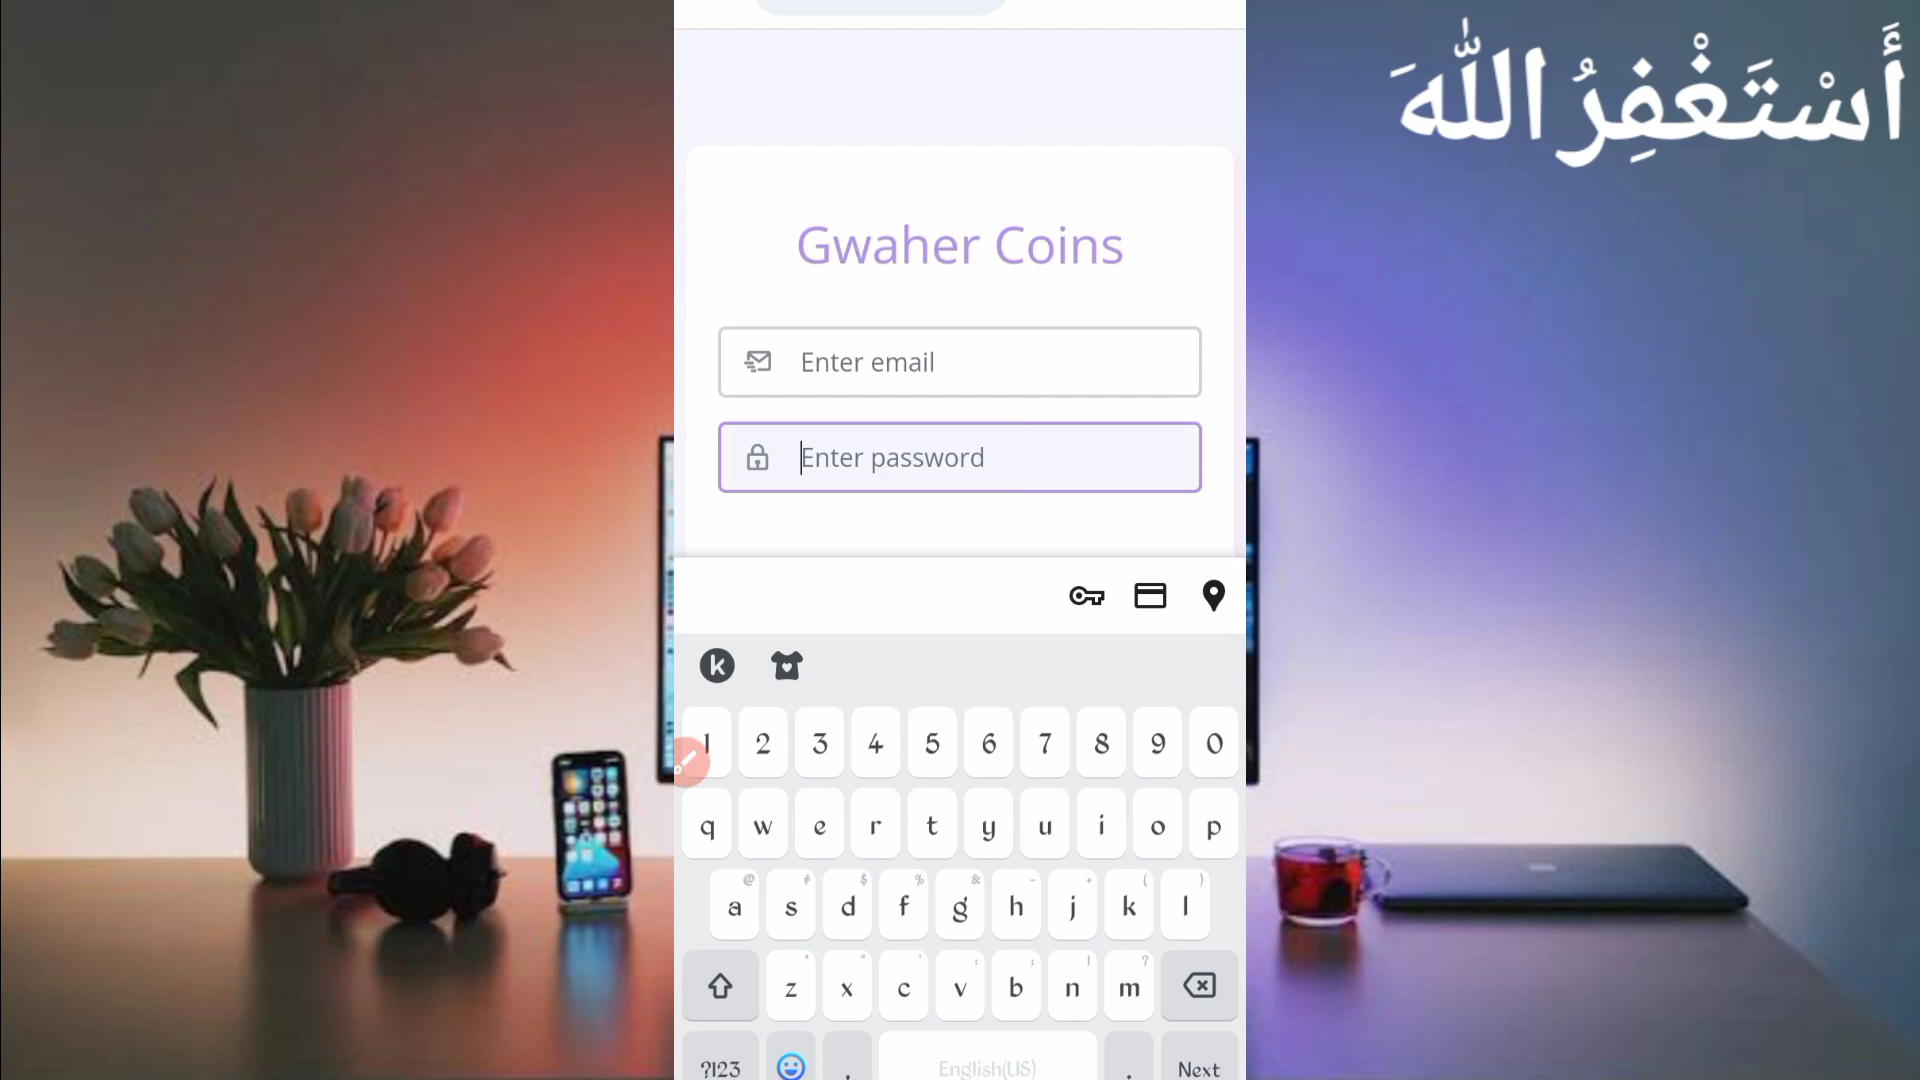 أَسْتَغْفِرُ اللّٰهَ
Gwaher Coins
Enter email
Enter password
1 2 3 4 5 6 7 8 9 0
q w e r t y u i o p
@ # $ % & - + ( )
a s d f g h j k l
z x c v b n m
?123 , English(US) . Next